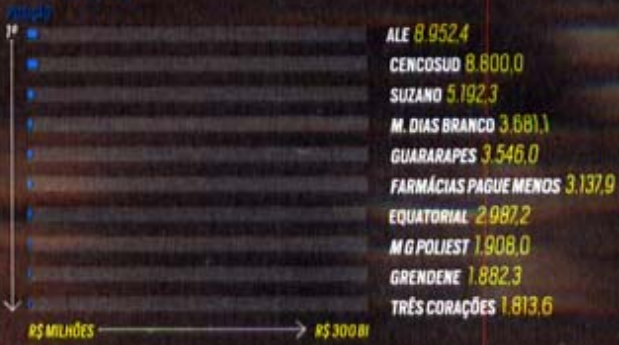 Posição
1º
ALE 8.952,4
CENCOSUD 8.800,0
SUZANO 5.192,3
M. DIAS BRANCO 3.681,1
GUARARAPES 3.546,0
FARMÁCIAS PAGUE MENOS 3.137,9
EQUATORIAL 2.987,2
M G POLIEST 1.908,0
GRENDENE 1.882,3
TRÊS CORAÇÕES 1.813,6
R$ MILHÕES R$ 300 BI